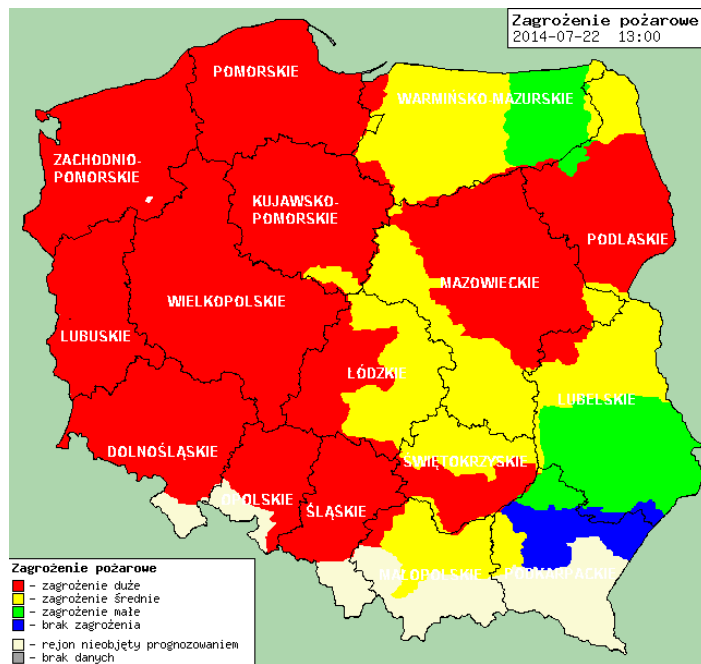 Zagrożenie pożarowe
2014-07-22 13:00
POMORSKIE
WARMIŃSKO-MAZURSKIE
ZACHODNIO-
POMORSKIE
KUJAWSKO-
POMORSKIE
PODLASKIE
MAZOWIECKIE
WIELKOPOLSKIE
LUBUSKIE
ŁÓDZKIE
LUBELSKIE
DOLNOŚLĄSKIE
ŚWIĘTOKRZYSKIE
OPOLSKIE
ŚLĄSKIE
MAŁOPOLSKIE
PODKARPACKIE
Zagrożenie pożarowe
– zagrożenie duże
– zagrożenie średnie
– zagrożenie małe
– brak zagrożenia
– rejon nieobjęty prognozowaniem
– brak danych